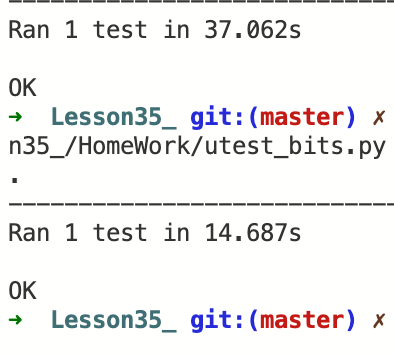 --------------------------------
Ran 1 test in 37.062s

OK
➜  Lesson35_ git:(master) ✗
n35_/HomeWork/utest_bits.py
.
--------------------------------
Ran 1 test in 14.687s

OK
➜  Lesson35_ git:(master) ✗